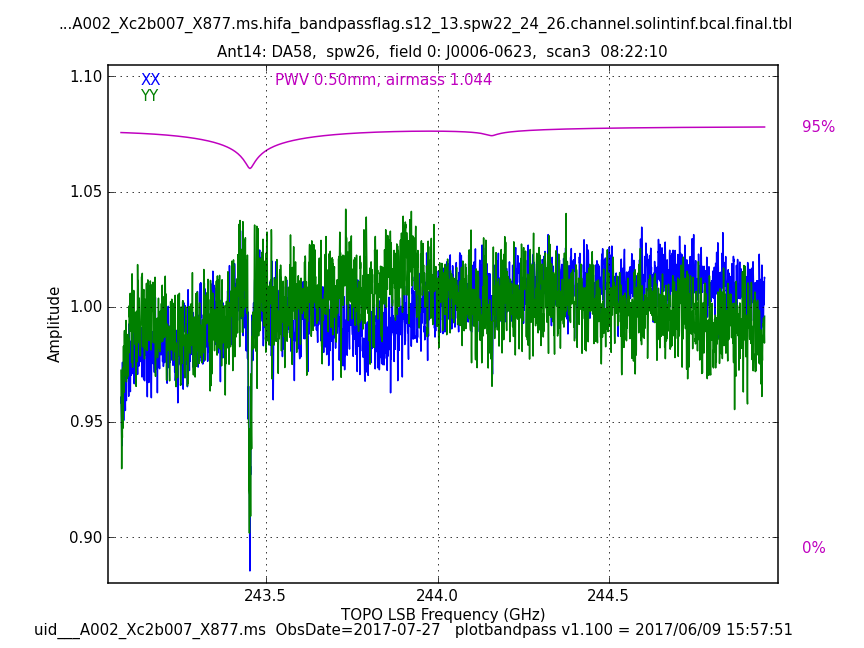 ...A002_Xc2b007_X877.ms.hifa_bandpassflag.s12_13.spw22_24_26.channel.solintinf.bcal.final.tbl
Ant14: DA58,  spw26,  field 0: J0006-0623,  scan3  08:22:10
XX
YY
PWV 0.50mm, airmass 1.044
1.10
1.05
1.00
0.95
0.90
Amplitude
95%
0%
243.5
244.0
244.5
TOPO LSB Frequency (GHz)
uid___A002_Xc2b007_X877.ms  ObsDate=2017-07-27   plotbandpass v1.100 = 2017/06/09 15:57:51